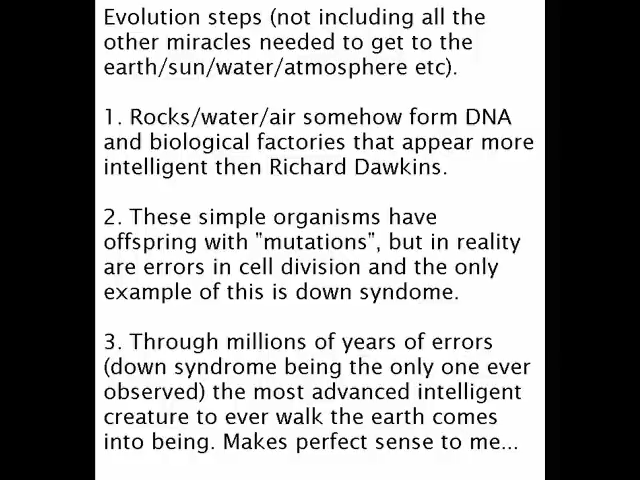 Evolution steps (not including all the
other miracles needed to get to the
earth/sun/water/atmosphere etc).
1. Rocks/water/air somehow form DNA
and biological factories that appear more
intelligent then Richard Dawkins.
2. These simple organisms have
offspring with "mutations", but in reality
are errors in cell division and the only
example of this is down syndome.
3. Through millions of years of errors
(down syndrome being the only one ever
observed) the most advanced intelligent
creature to ever walk the earth comes
into being. Makes perfect sense to me...